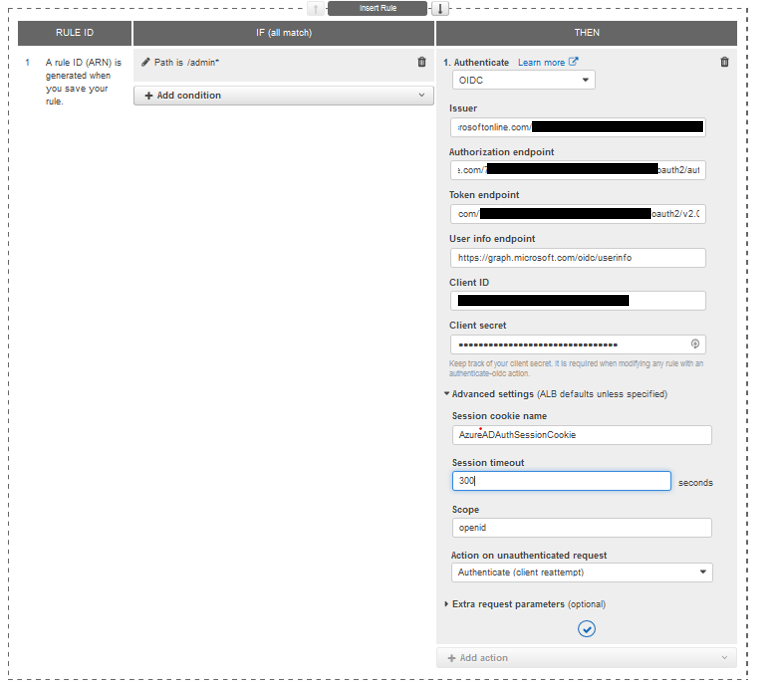 Insert Rule
RULE ID
IF (all match)
THEN
1
A rule ID (ARN) is
generated when
you save your
rule.
Path is /admin*
+ Add condition
1. Authenticate Learn more
OIDC
Issuer
rosoftonline.com/
Authorization endpoint
e.com/7 oauth2/aut
Token endpoint
com/ oauth2/v2.0
User info endpoint
https://graph.microsoft.com/oidc/userinfo
Client ID
Client secret
Keep track of your client secret. It is required when modifying any rule with an
authenticate-oidc action.
Advanced settings (ALB defaults unless specified)
Session cookie name
AzureADAuthSessionCookie
Session timeout
300 seconds
Scope
openid
Action on unauthenticated request
Authenticate (client reattempt)
Extra request parameters (optional)
+ Add action